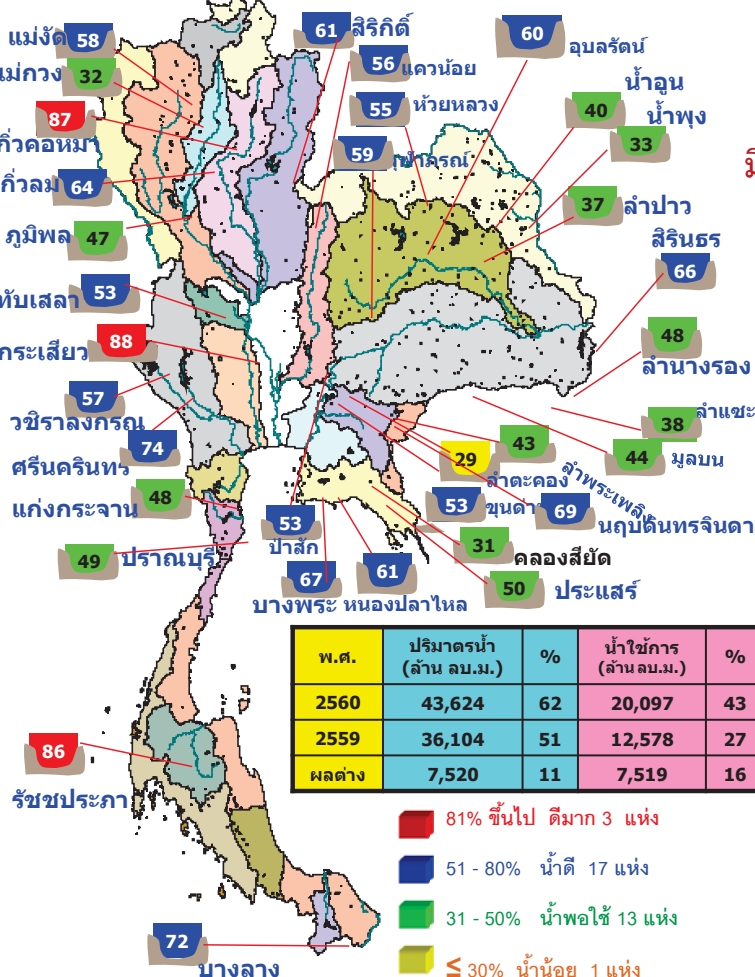 แม่งัด 58
แม่กวง 32
87
กิ่วคอหมา
กิ่วลม 64
ภูมิพล 47
ทับเสลา 53
กระเสียว 88
57
วชิราลงกรณ
74
ศรีนครินทร์
48
แก่งกระจาน
49 ปราณบุรี
61 สิริกิติ์
56 แควน้อย
55 ห้วยหลวง
59
60 อุบลรัตน์
น้ำอูน
40 น้ำพุง
33
37 ลำปาว
สิรินธร
66
48
ลำนางรอง
38 ลำแซะ
44 มูลบน
43
ลำพระเพลิง
29
ลำตะคอง
53 ขุนด่าน
69 นฤบดินทรจินดา
53
ป่าสัก
31 คลองสียัด
67
บางพระ
61
หนองปลาไหล
50 ประแสร์
พ.ศ. ปริมาตรน้ำ (ล้าน ลบ.ม.) % น้ำใช้การ (ล้าน ลบ.ม.) %
2560 43,624 62 20,097 43
2559 36,104 51 12,578 27
ผลต่าง 7,520 11 7,519 16
86
รัชชประภา
72
บางลาง
81% ขึ้นไป ดีมาก 3 แห่ง
51 - 80% น้ำดี 17 แห่ง
31 - 50% น้ำพอใช้ 13 แห่ง
≤ 30% น้ำน้อย 1 แห่ง